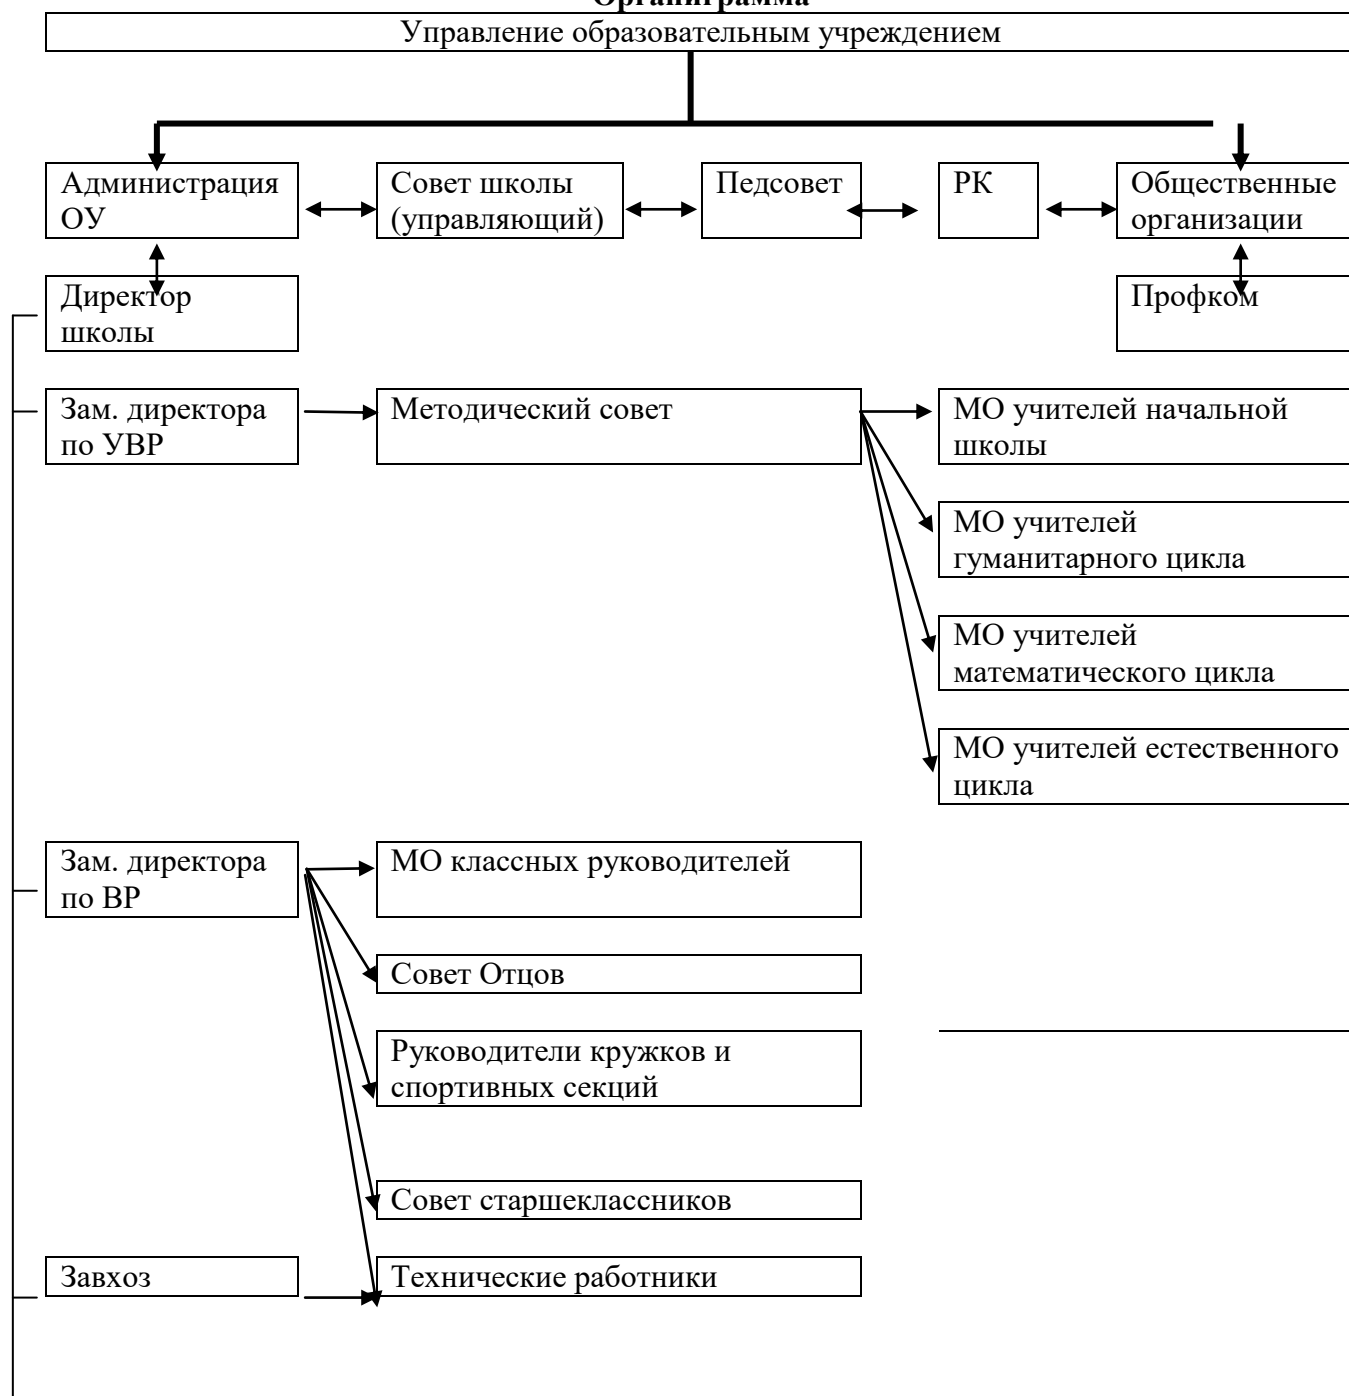 Органиграмма
Управление образовательным учреждением
Администрация
ОУ
Совет школы
(управляющий)
Педсовет
РК
Общественные
организации
Директор
школы
Профком
Зам. директора
по УВР
Методический совет
МО учителей начальной
школы
МО учителей
гуманитарного цикла
МО учителей
математического цикла
МО учителей естественного
цикла
Зам. директора
по ВР
МО классных руководителей
Совет Отцов
Руководители кружков и
спортивных секций
Совет старшеклассников
Завхоз
Технические работники